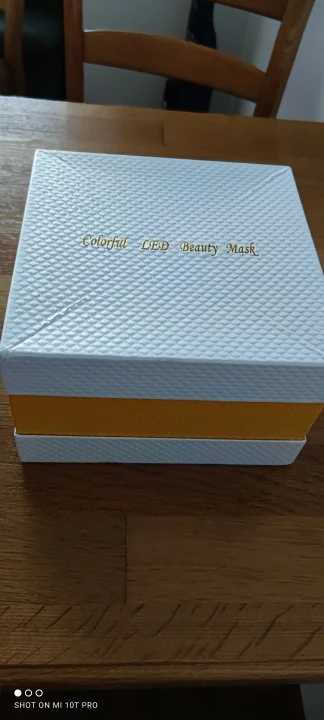 Colorful LED Beauty Mask
SHOT ON MI 10T PRO